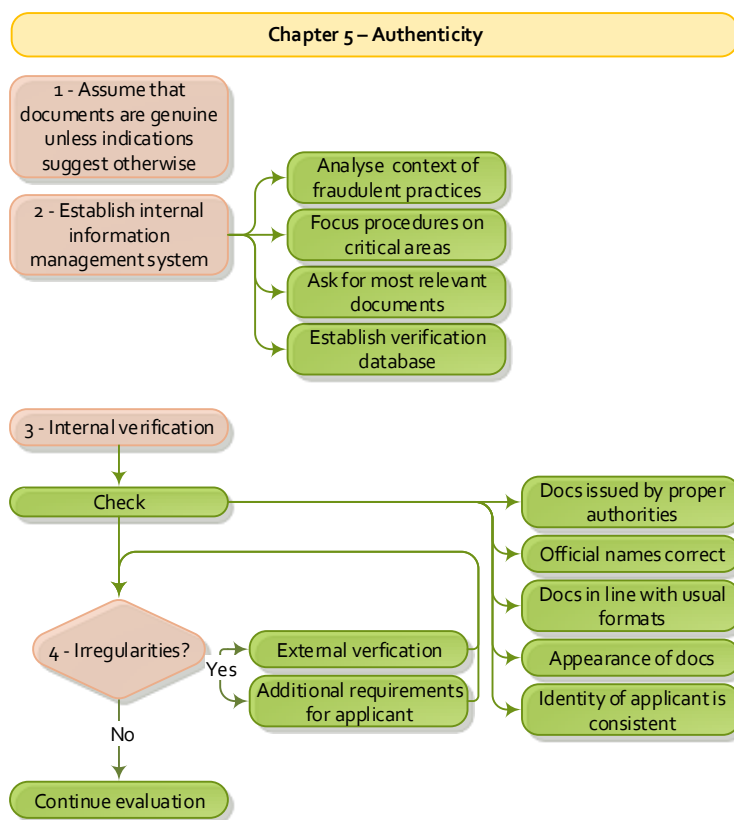 Chapter 5 – Authenticity
1 - Assume that
documents are genuine
unless indications
suggest otherwise
2 - Establish internal
information
management system
Analyse context of
fraudulent practices
Focus procedures on
critical areas
Ask for most relevant
documents
Establish verification
database
3 - Internal verification
Check
Docs issued by proper
authorities
Official names correct
Docs in line with usual
formats
Appearance of docs
Identity of applicant is
consistent
4 - Irregularities?
Yes
External verfication
Additional requirements
for applicant
No
Continue evaluation